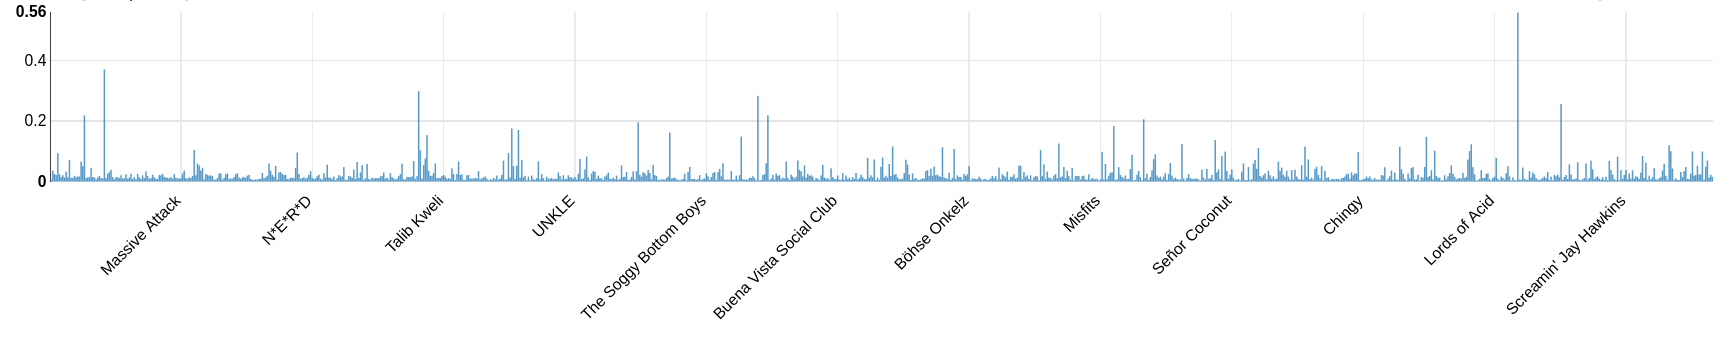 0.56
0.4
0.2
0
Massive Attack
N*E*R*D
Talib Kweli
UNKLE
The Soggy Bottom Boys
Buena Vista Social Club
Böhse Onkelz
Misfits
Señor Coconut
Chingy
Lords of Acid
Screamin' Jay Hawkins